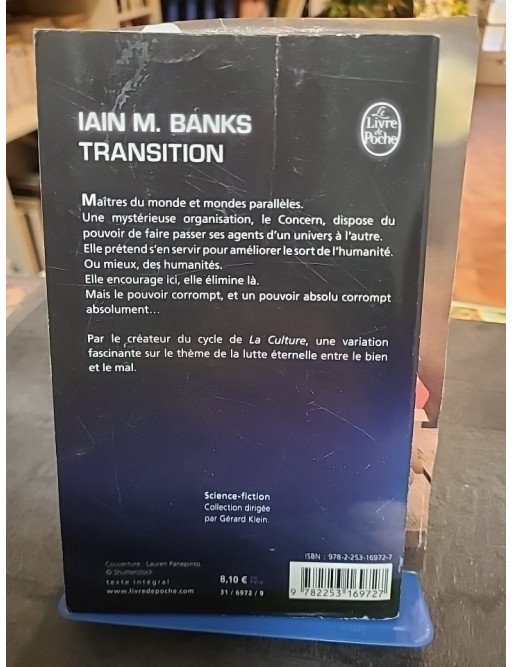 IAIN M. BANKS
TRANSITION
Le
Livre
de
Poche
Maîtres du monde et mondes parallèles.
Une mystérieuse organisation, le Concern, dispose du
pouvoir de faire passer ses agents d'un univers à l'autre.
Elle prétend s'en servir pour améliorer le sort de l'humanité.
Ou mieux, des humanités.
Elle encourage ici, elle élimine là.
Mais le pouvoir corrompt, et un pouvoir absolu corrompt
absolument…
Par le créateur du cycle de La Culture, une variation
fascinante sur le thème de la lutte éternelle entre le bien
et le mal.
Science-fiction
Collection dirigée
par Gérard Klein.
Couverture : Lauren Panepinto.
© Shutterstock.
texte intégral
www.livredepoche.com
8,10 €
31 / 6972 / 9
ISBN : 978-2-253-16972-7
9 782253 169727